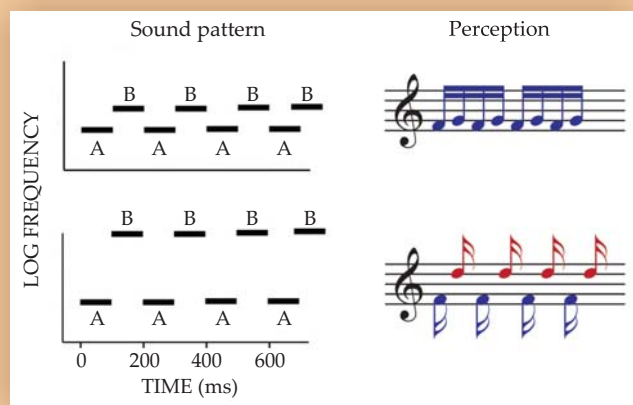 Sound pattern
Perception
LOG FREQUENCY
B B B B
A A A A
B B B B
A A A A
0 200 400 600
TIME (ms)